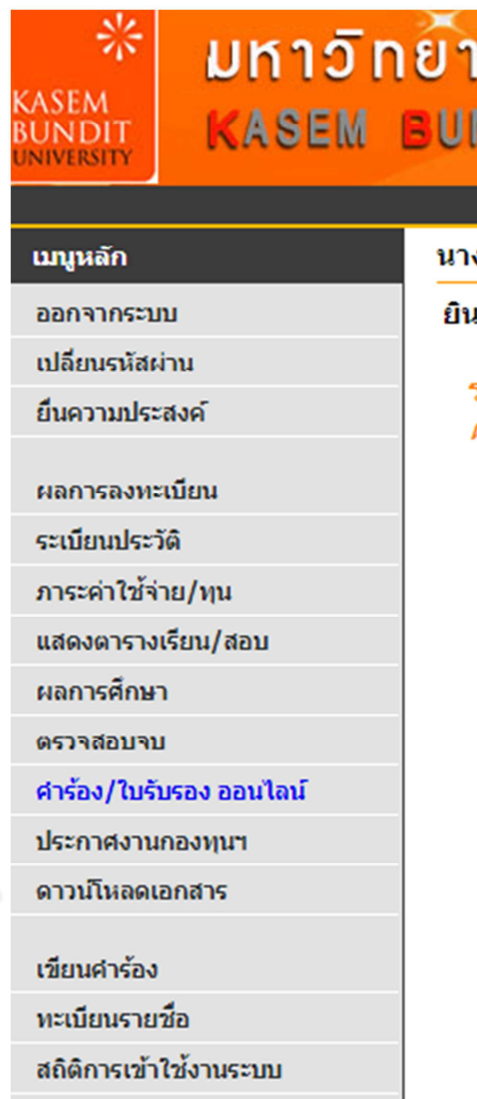 KASEM
BUNDIT
UNIVERSITY
มหาวิทยา
KASEM BU
เมนูหลัก
ออกจากระบบ
เปลี่ยนรหัสผ่าน
ยื่นความประสงค์
ผลการลงทะเบียน
ระเบียนประวัติ
ภาระค่าใช้จ่าย/ทุน
แสดงตารางเรียน/สอบ
ผลการศึกษา
ตรวจสอบจบ
คำร้อง/ใบรับรอง ออนไลน์
ประกาศงานกองทุนฯ
ดาวน์โหลดเอกสาร
เขียนคำร้อง
ทะเบียนรายชื่อ
สถิติการเข้าใช้งานระบบ
นาง
ยิน